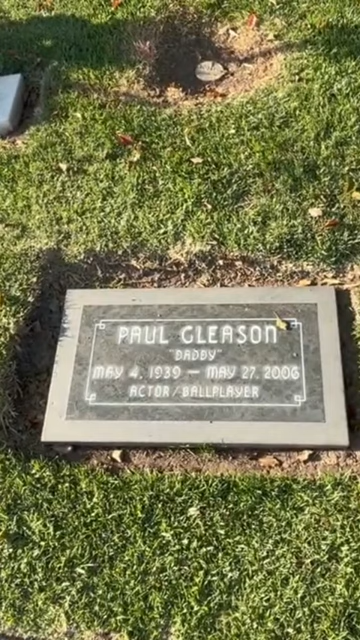 PAUL GLEASON
"DADDY"
MAY 4, 1939 — MAY 27, 2006
ACTOR/BALLPLAYER